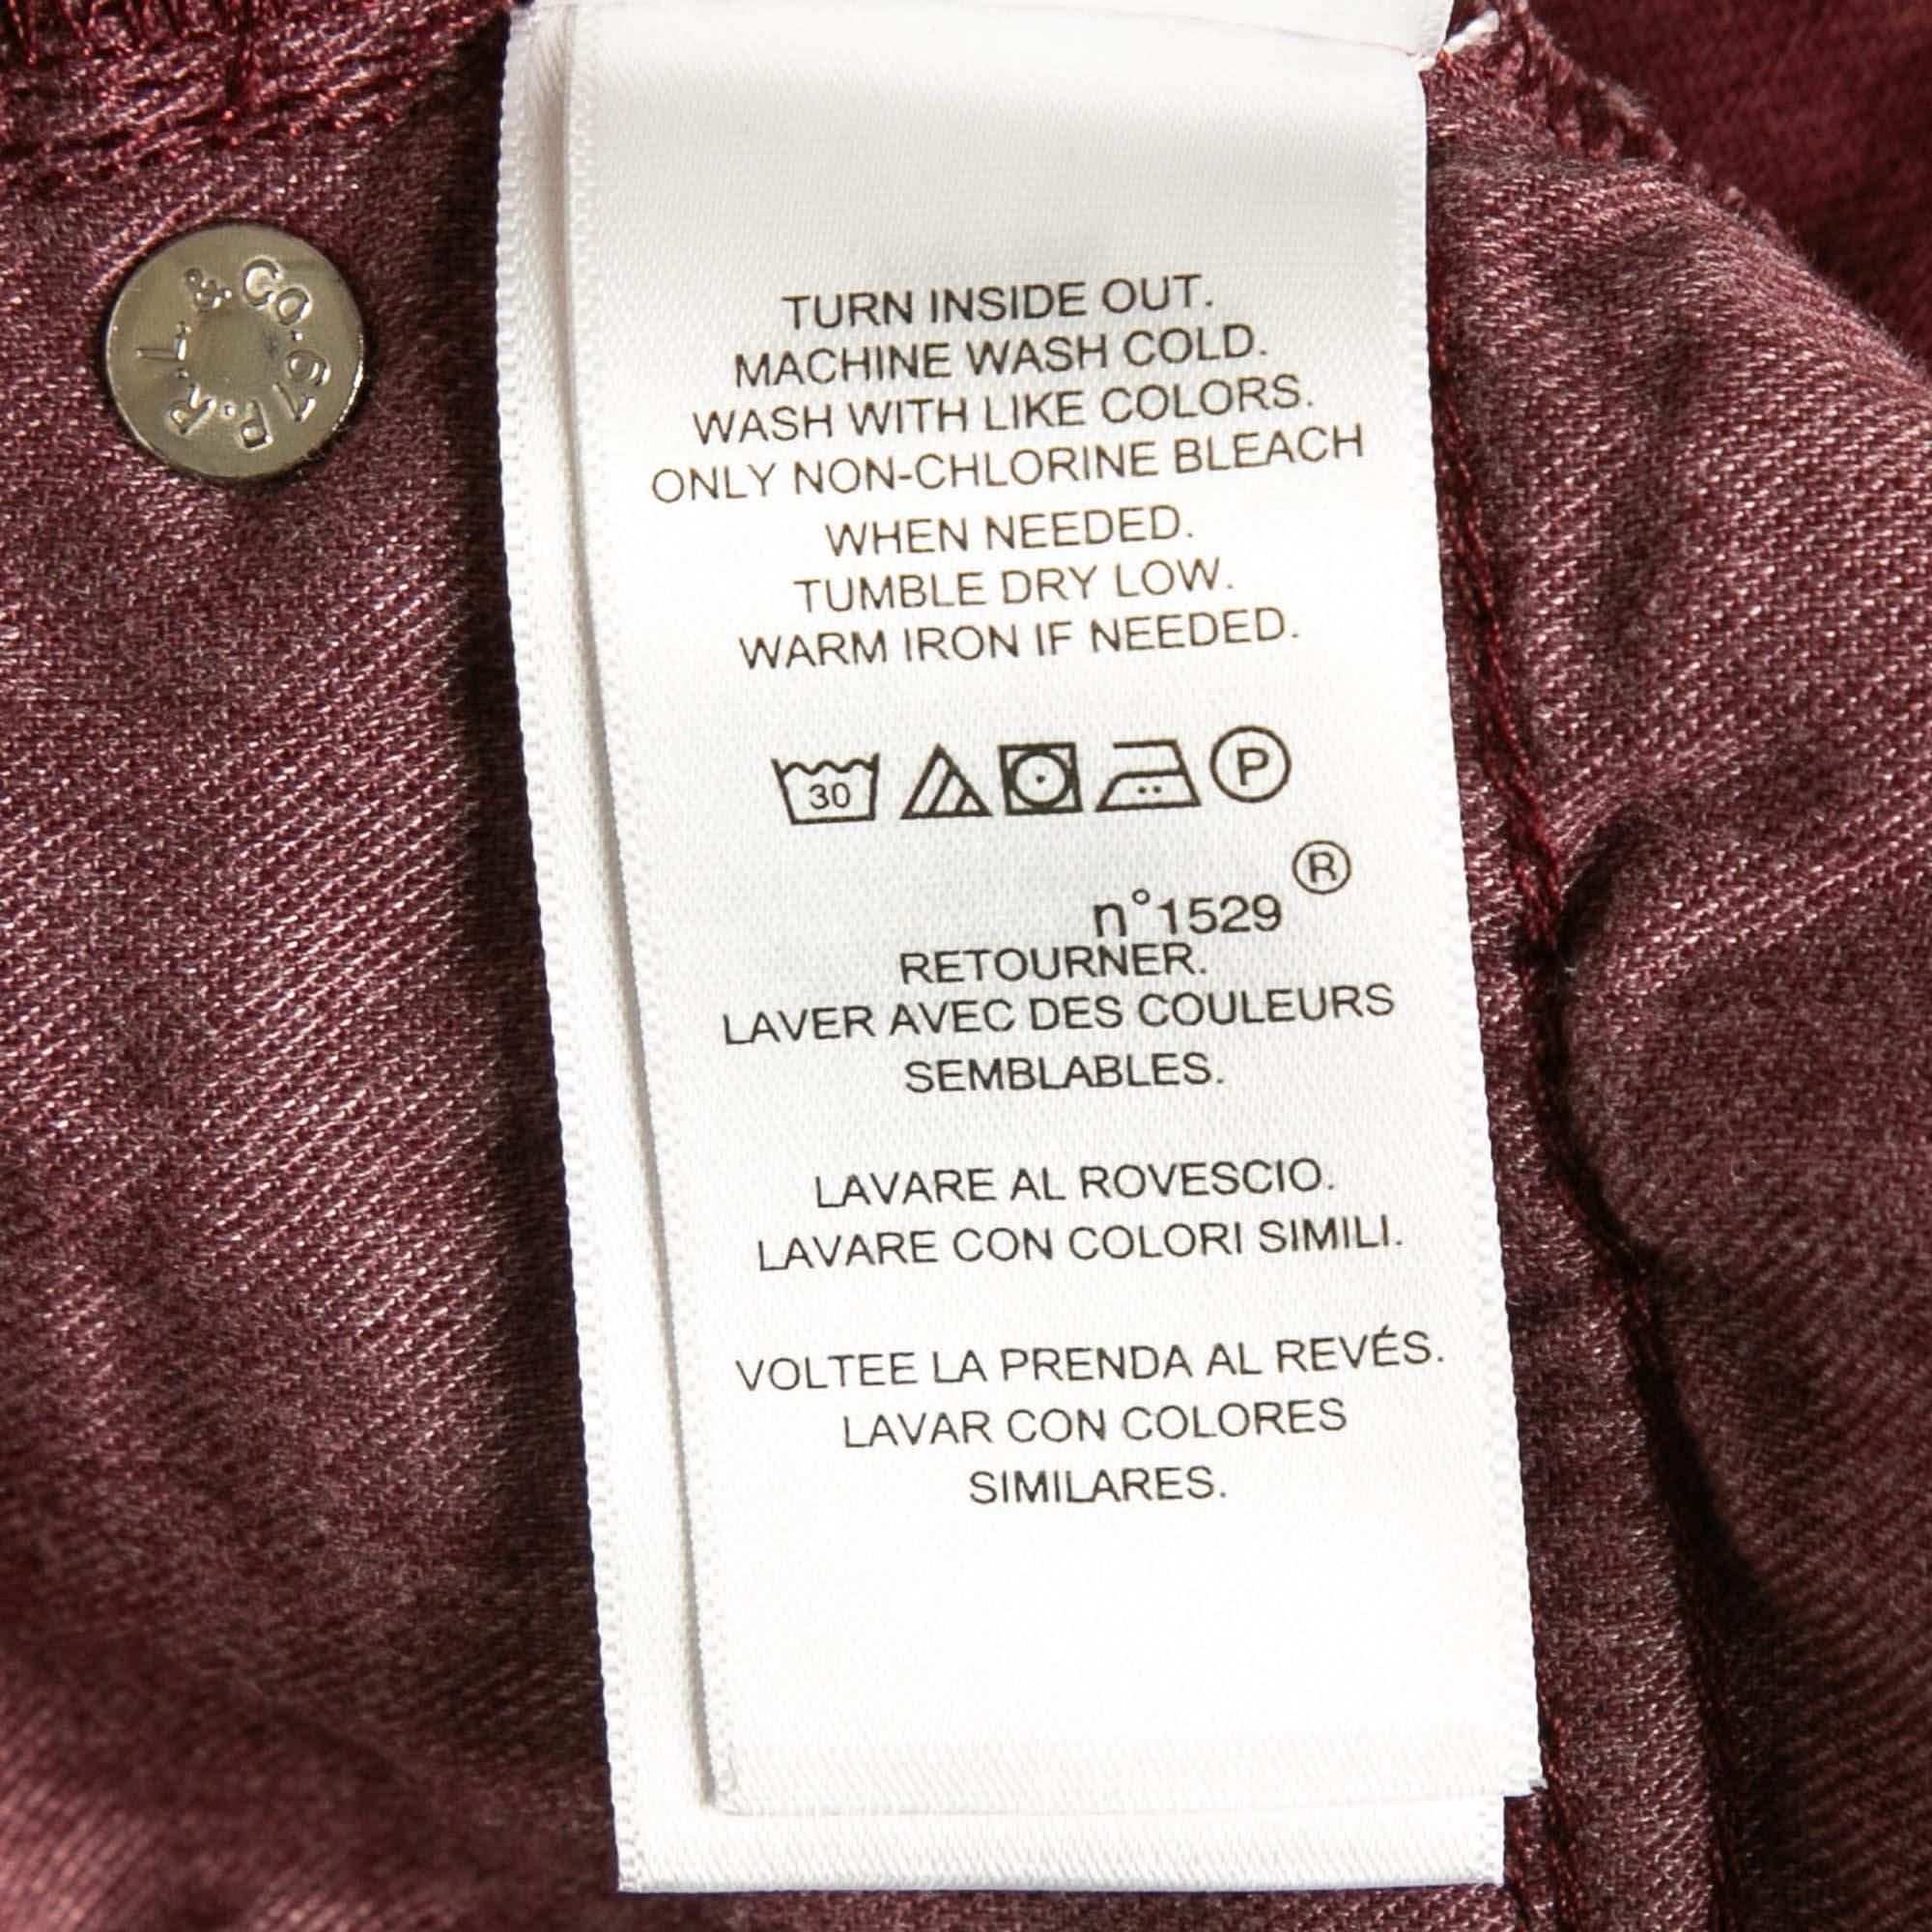 P.R.L. & CO. 67
TURN INSIDE OUT.
MACHINE WASH COLD.
WASH WITH LIKE COLORS.
ONLY NON-CHLORINE BLEACH
WHEN NEEDED.
TUMBLE DRY LOW.
WARM IRON IF NEEDED.
30 P
®
n°1529
RETOURNER.
LAVER AVEC DES COULEURS
SEMBLABLES.
LAVARE AL ROVESCIO.
LAVARE CON COLORI SIMILI.
VOLTEE LA PRENDA AL REVÉS.
LAVAR CON COLORES
SIMILARES.